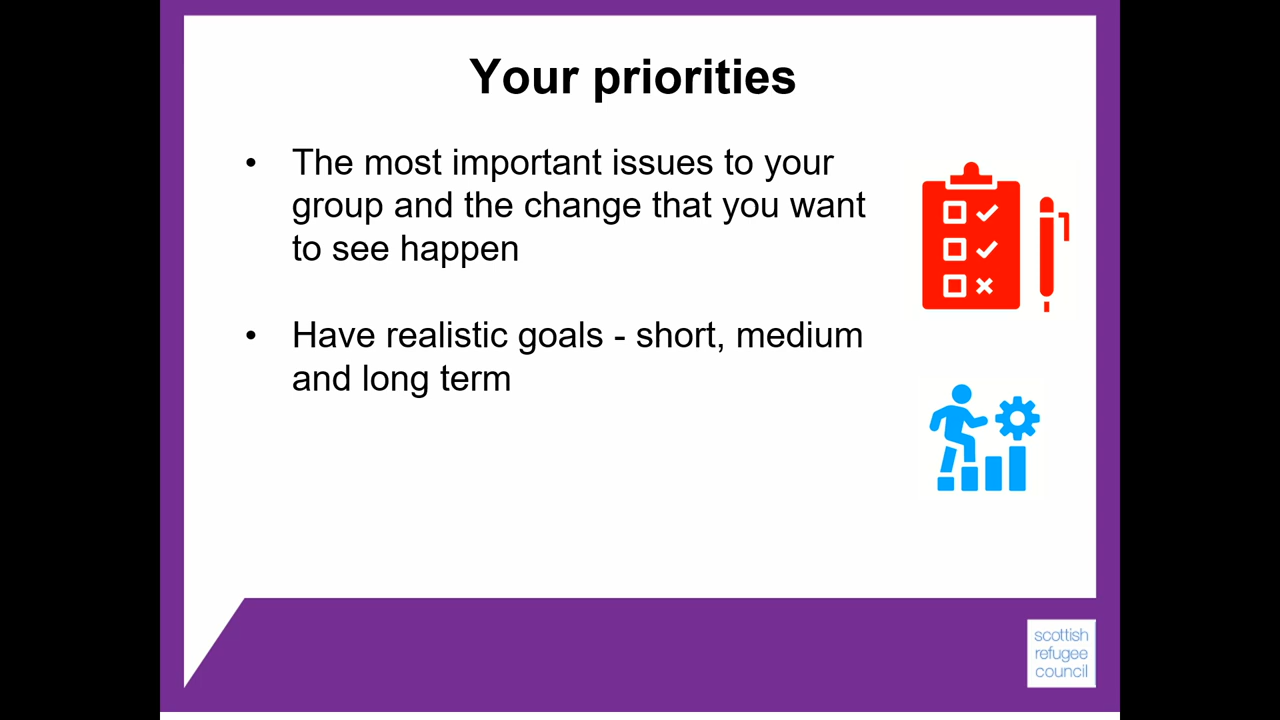 Your priorities
• The most important issues to your
group and the change that you want
to see happen
• Have realistic goals - short, medium
and long term
scottish
refugee
council